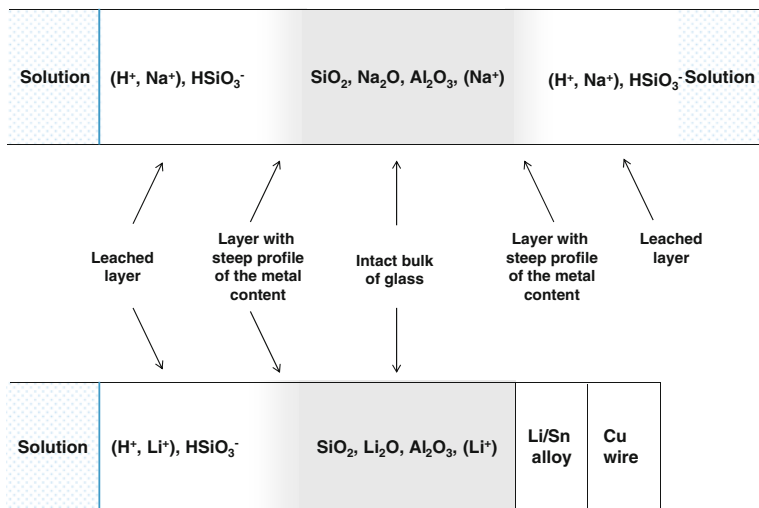 Solution (H⁺, Na⁺), HSiO₃⁻ SiO₂, Na₂O, Al₂O₃, (Na⁺) (H⁺, Na⁺), HSiO₃⁻ Solution
Leached
layer
Layer with
steep profile
of the metal
content
Intact bulk
of glass
Layer with
steep profile
of the metal
content
Leached
layer
Solution (H⁺, Li⁺), HSiO₃⁻ SiO₂, Li₂O, Al₂O₃, (Li⁺)
Li/Sn
alloy
Cu
wire